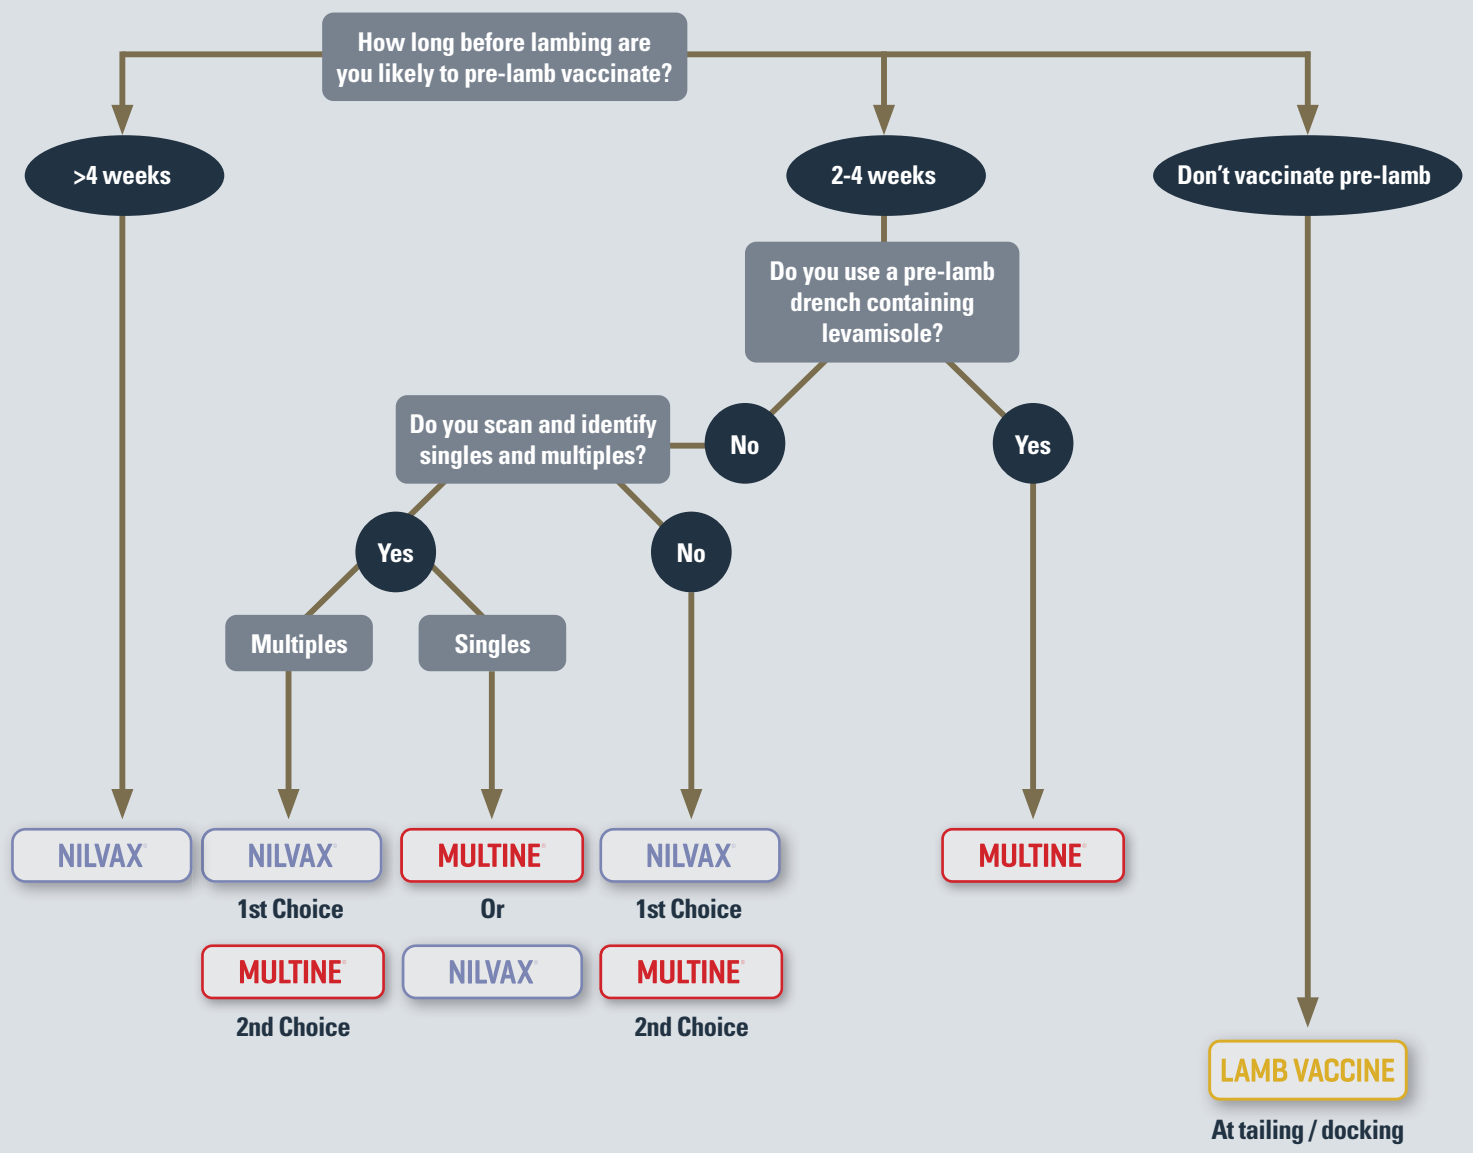 How long before lambing are
you likely to pre-lamb vaccinate?
>4 weeks
2-4 weeks
Don't vaccinate pre-lamb
Do you use a pre-lamb
drench containing
levamisole?
Do you scan and identify
singles and multiples?
No
Yes
Yes
No
Multiples
Singles
NILVAX®
NILVAX®
MULTINE®
NILVAX®
MULTINE®
1st Choice
Or
1st Choice
MULTINE®
NILVAX®
MULTINE®
2nd Choice
2nd Choice
LAMB VACCINE
At tailing / docking